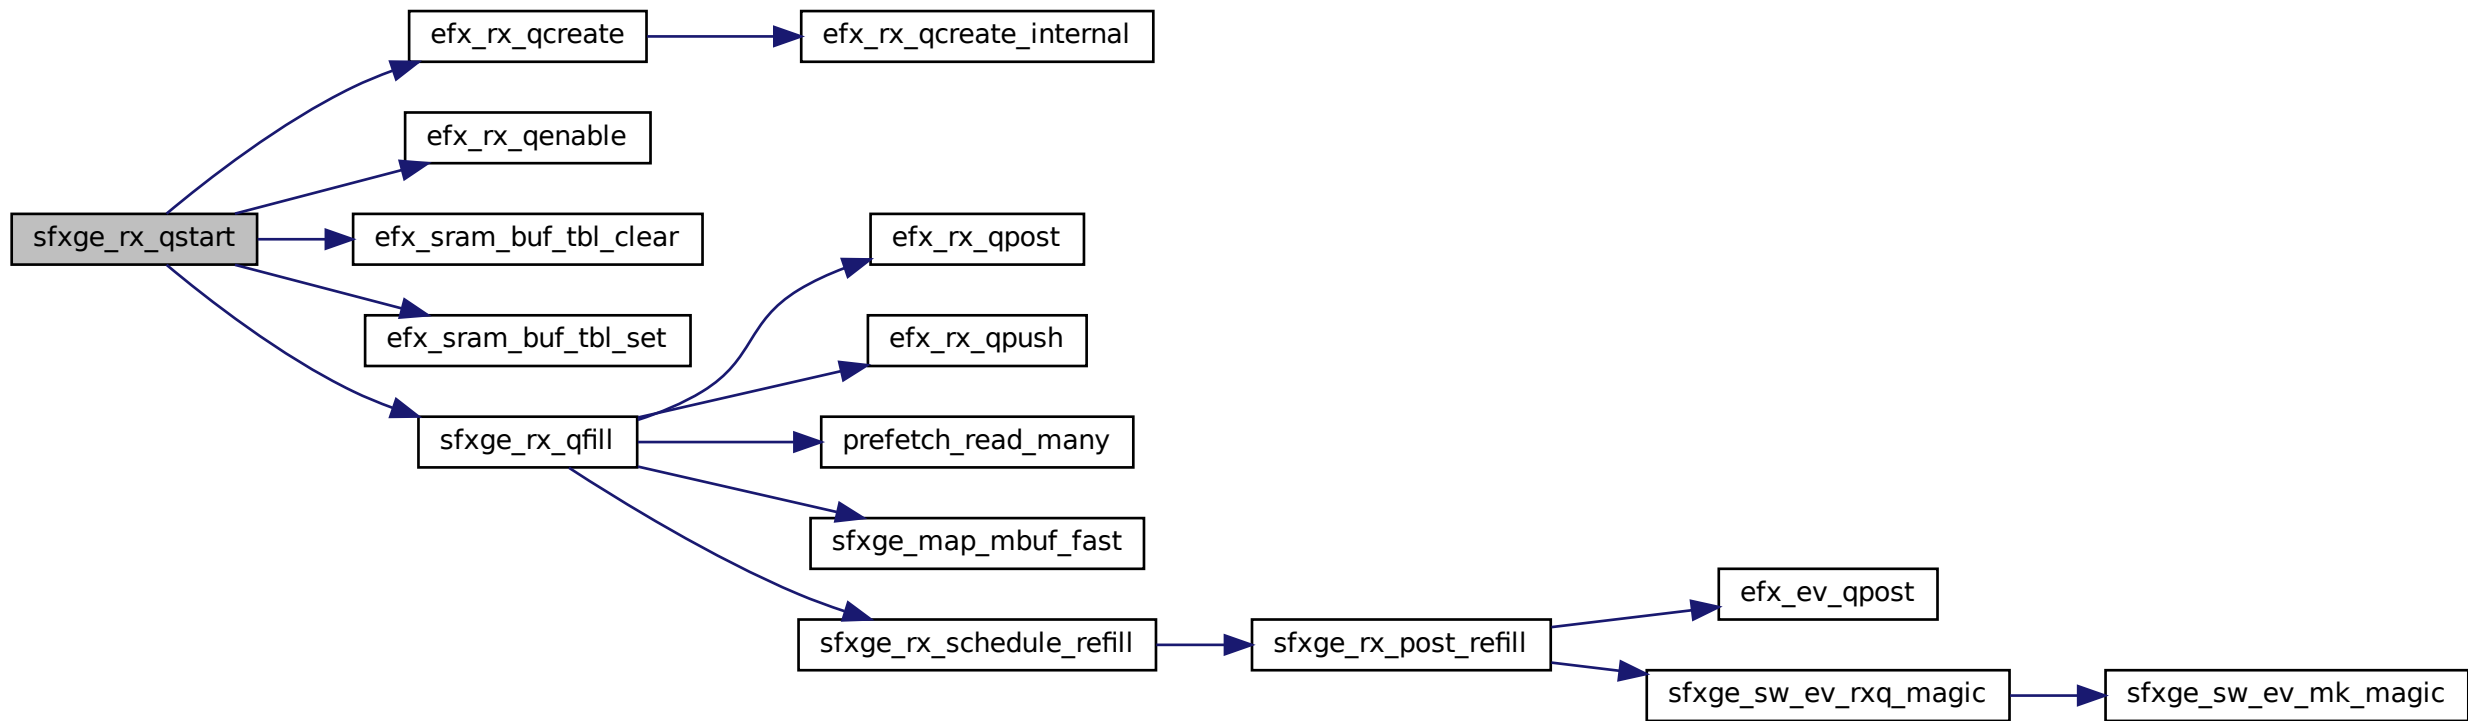 efx_rx_qcreate
efx_rx_qcreate_internal
efx_rx_qenable
sfxge_rx_qstart
efx_sram_buf_tbl_clear
efx_rx_qpost
efx_sram_buf_tbl_set
efx_rx_qpush
sfxge_rx_qfill
prefetch_read_many
sfxge_map_mbuf_fast
efx_ev_qpost
sfxge_rx_schedule_refill
sfxge_rx_post_refill
sfxge_sw_ev_rxq_magic
sfxge_sw_ev_mk_magic